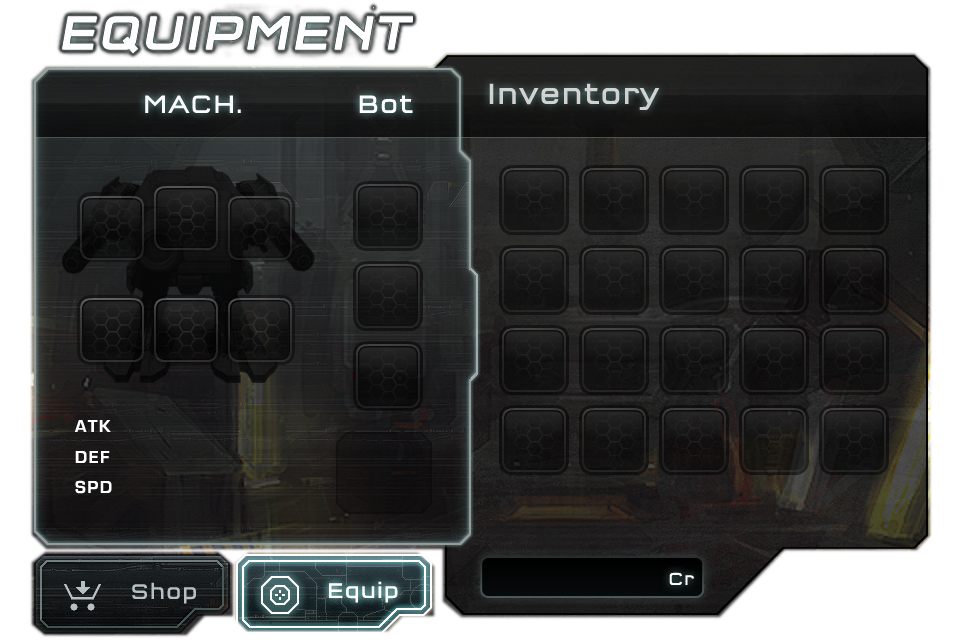 EQUIPMENT
MACH.
Bot
Inventory
ATK
DEF
SPD
Shop
Equip
Cr